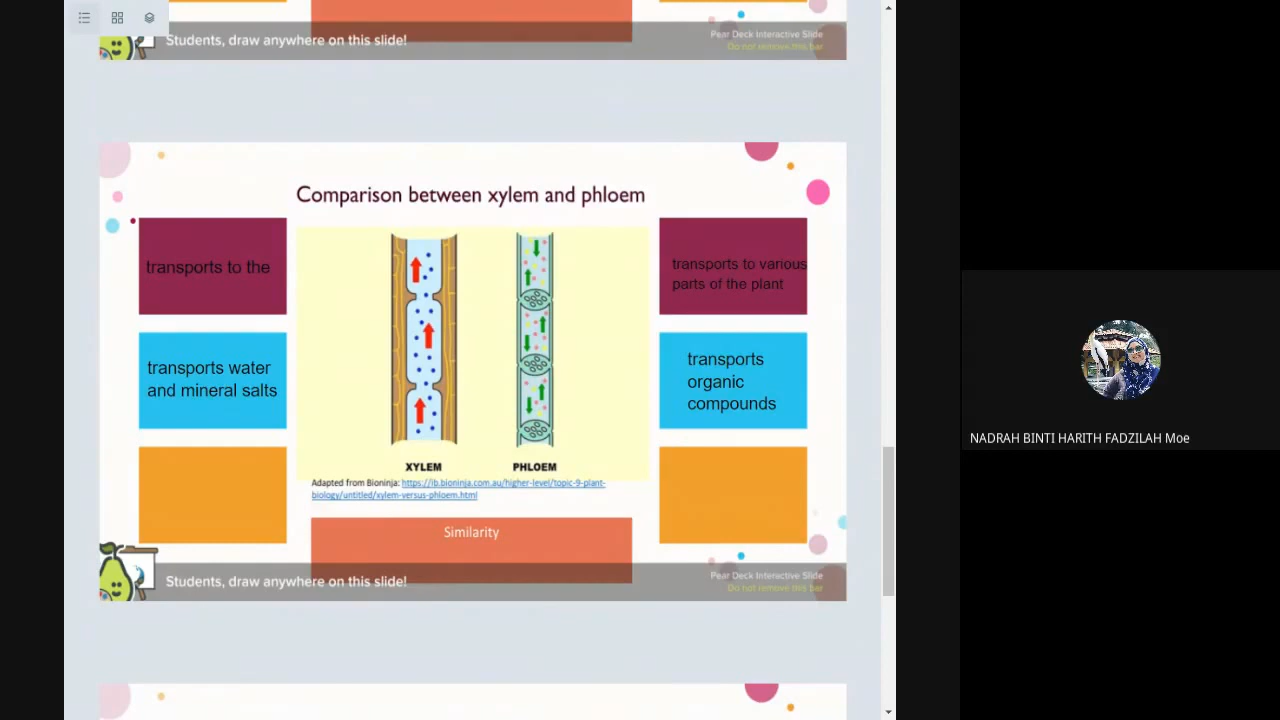 Students, draw anywhere on this slide!
Pear Deck Interactive Slide
Do not remove this bar
Comparison between xylem and phloem
transports to the
transports to various
parts of the plant
transports water
and mineral salts
transports
organic
compounds
XYLEM
PHLOEM
Adapted from Bioninja: https://ib.bioninja.com.au/higher-level/topic-9-plant-
biology/untitled/xylem-versus-phloem.html
Similarity
Students, draw anywhere on this slide!
Pear Deck Interactive Slide
Do not remove this bar
NADRAH BINTI HARITH FADZILAH Moe